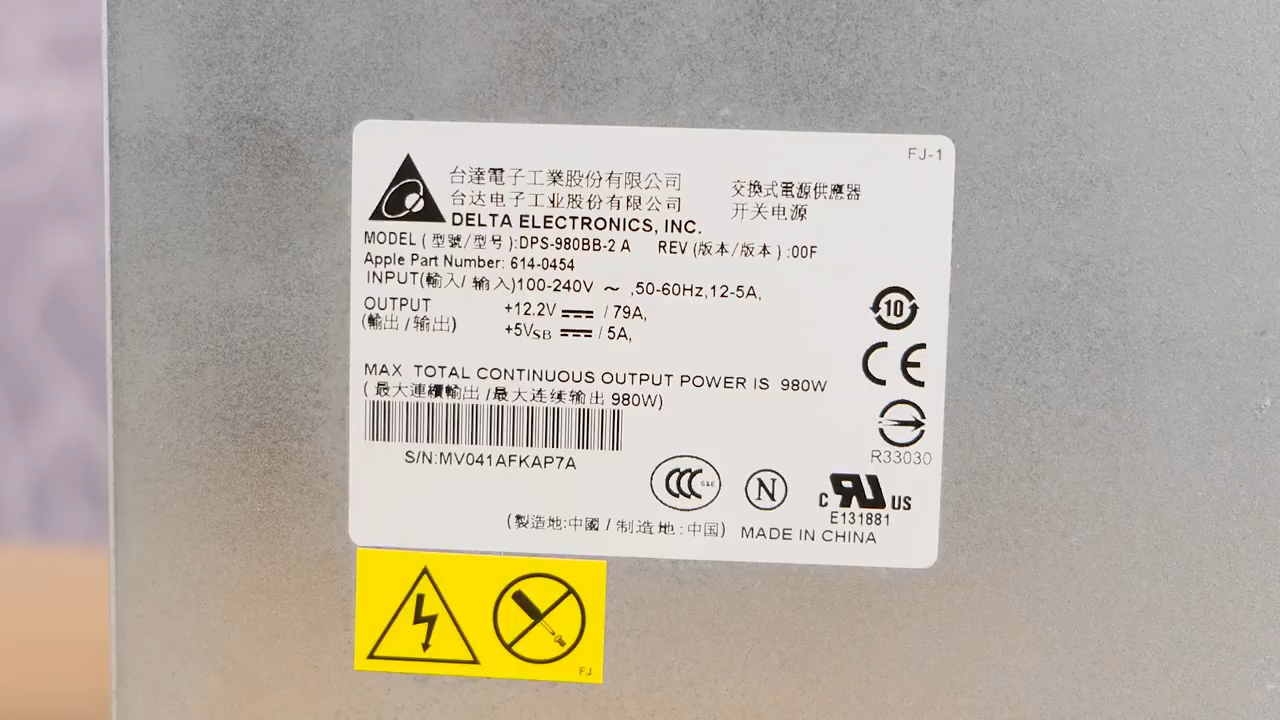 FJ-1
台達電子工業股份有限公司
台达电子工业股份有限公司
DELTA ELECTRONICS, INC.
交換式電源供應器
开关电源
MODEL (型號/型号):DPS-980BB-2 A REV (版本/版本) :00F
Apple Part Number: 614-0454
INPUT(輸入/输入)100-240V ～ ,50-60Hz,12-5A,
OUTPUT +12.2V ⎓ / 79A,
(輸出/输出) +5VSB ⎓ / 5A,
MAX TOTAL CONTINUOUS OUTPUT POWER IS 980W
(最大連續輸出/最大连续输出 980W)
S/N:MV041AFKAP7A
10
CE
R33030
CCC S&E
N
c RU US
E131881
(製造地:中國/制造地:中国) MADE IN CHINA
FJ